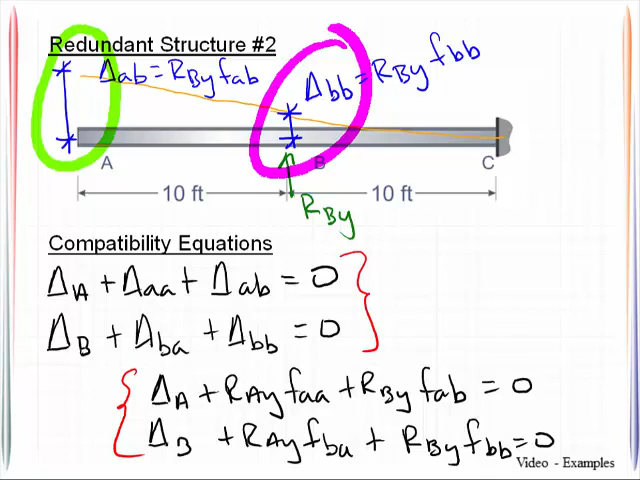 Redundant Structure #2
Δab = RBy fab
Δbb = RBy fbb
A B C
10 ft 10 ft
RBy
Compatibility Equations
ΔA + Δaa + Δab = 0
ΔB + Δba + Δbb = 0
ΔA + RAy faa + RBy fab = 0
ΔB + RAy fba + RBy fbb = 0
Video - Examples